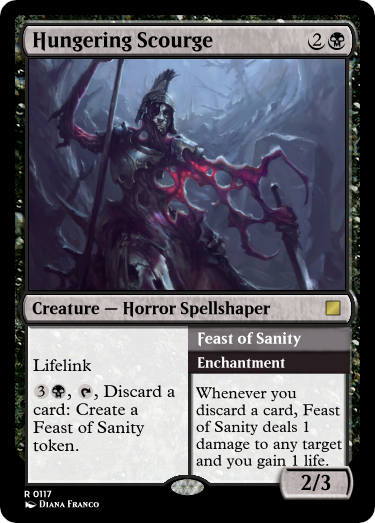 Hungering Scourge 2
Creature — Horror Spellshaper
Lifelink
3, , Discard a
card: Create a
Feast of Sanity
token.
Feast of Sanity
Enchantment
Whenever you
discard a card, Feast
of Sanity deals 1
damage to any target
and you gain 1 life.
2/3
R 0117
Diana Franco